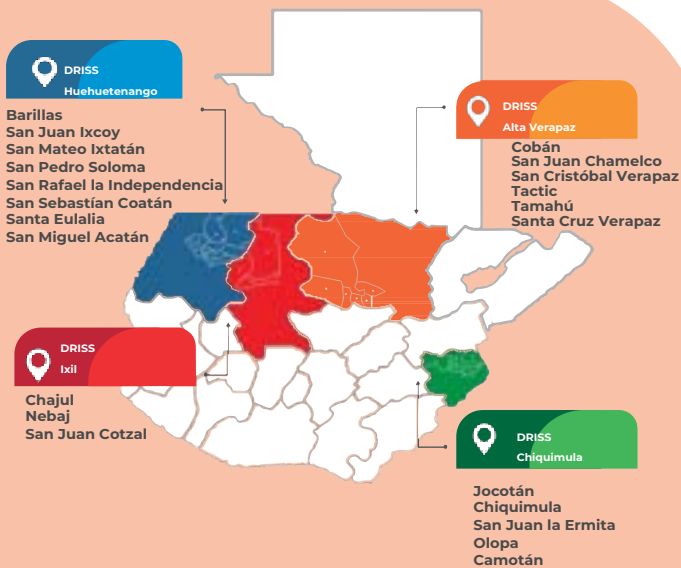 DRISS
Huehuetenango
Barillas
San Juan Ixcoy
San Mateo Ixtatán
San Pedro Soloma
San Rafael la Independencia
San Sebastían Coatán
Santa Eulalia
San Miguel Acatán
DRISS
Alta Verapaz
Cobán
San Juan Chamelco
San Cristóbal Verapaz
Tactic
Tamahú
Santa Cruz Verapaz
DRISS
Ixil
Chajul
Nebaj
San Juan Cotzal
DRISS
Chiquimula
Jocotán
Chiquimula
San Juan la Ermita
Olopa
Camotán